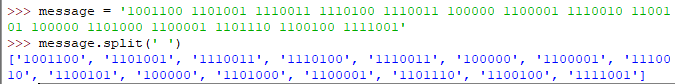 >>> message = '1001100 1101001 1110011 1110100 1110011 100000 1100001 1110010 11001
01 100000 1101000 1100001 1101110 1100100 1111001'
>>> message.split(' ')
['1001100', '1101001', '1110011', '1110100', '1110011', '100000', '1100001', '11100
10', '1100101', '100000', '1101000', '1100001', '1101110', '1100100', '1111001']